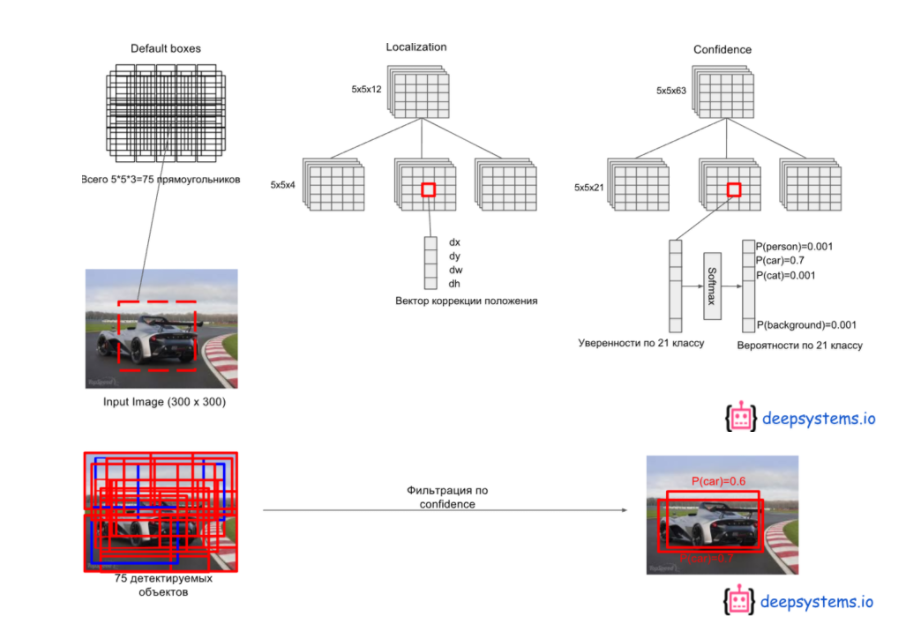 Default boxes
Localization
Confidence
5x5x12
5x5x63
Всего 5*5*3=75 прямоугольников
5x5x4
5x5x21
dx
dy
dw
dh
Вектор коррекции положения
Softmax
P(person)=0.001
P(car)=0.7
P(cat)=0.001
P(background)=0.001
Уверенности по 21 классу
Вероятности по 21 классу
Input Image (300 x 300)
deepsystems.io
Фильтрация по
confidence
P(car)=0.6
P(car)=0.7
75 детектируемых
объектов
deepsystems.io